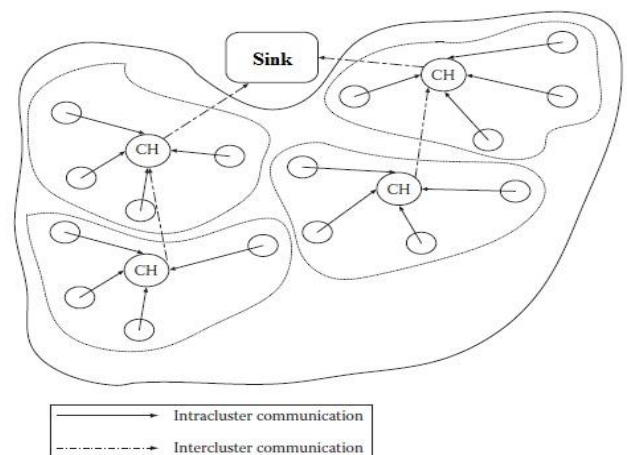 Sink
CH
CH
CH
CH
Intracluster communication
Intercluster communication